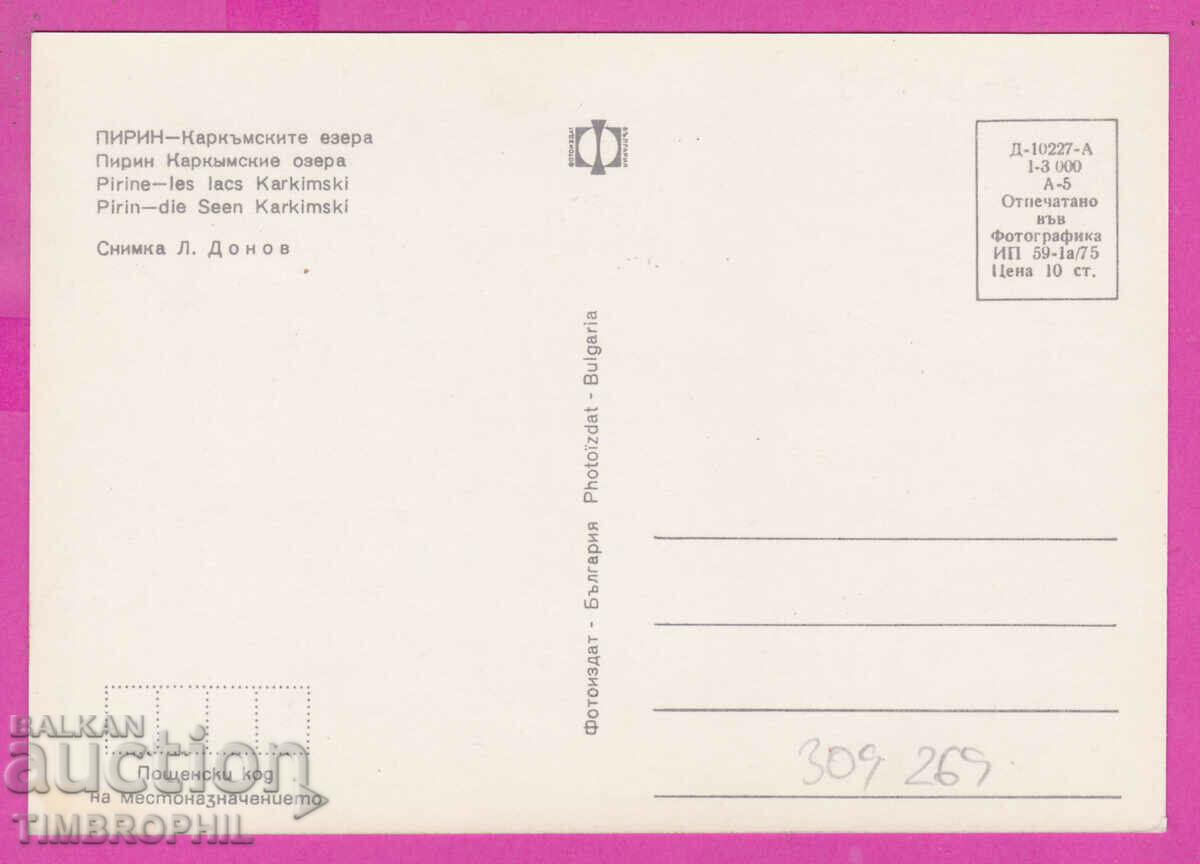 ПИРИН—Каркъмските езера
Пирин Каркымские озера
Pirine—les lacs Karkimski
Pirin—die Seen Karkimski
Снимка Л. Донов
ФОТОИЗДАТ
БЪЛГАРИЯ
Д-10227-А
1-3 000
А-5
Отпечатано
във
Фотографика
ИП 59-1а/75
Цена 10 ст.
Фотоиздат - България Photoïzdat - Bulgaria
Пощенски код
на местоназначението
309 269
BALKAN
auction
TIMBROPHIL